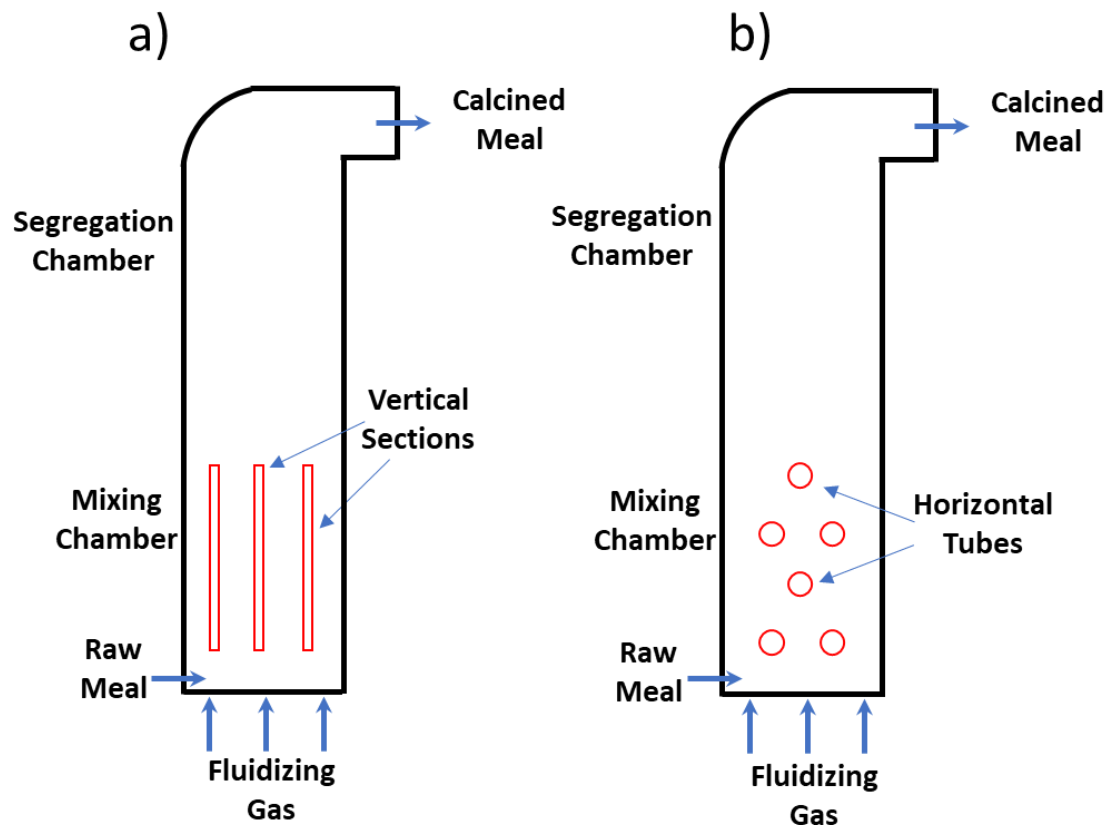 a)
Calcined
Meal
Segregation
Chamber
Vertical
Sections
Mixing
Chamber
Raw
Meal
Fluidizing
Gas
b)
Calcined
Meal
Segregation
Chamber
Mixing
Chamber
Horizontal
Tubes
Raw
Meal
Fluidizing
Gas